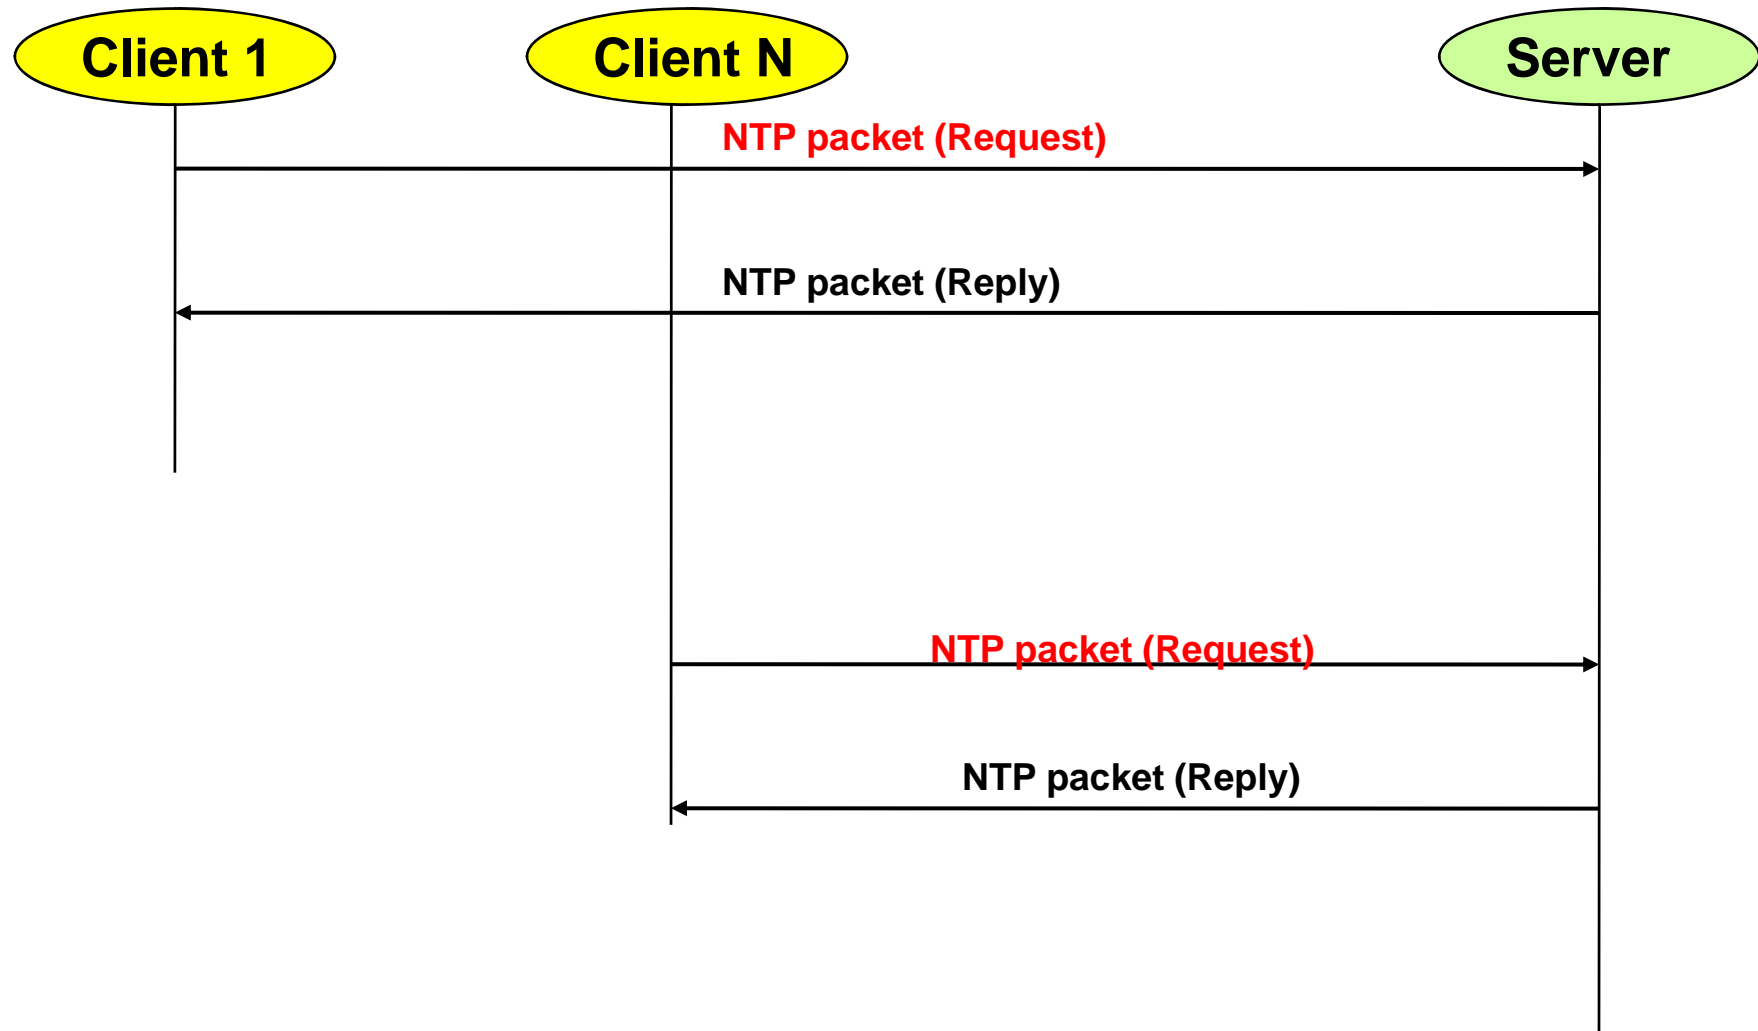 Client 1
Client N
Server
NTP packet (Request)
NTP packet (Reply)
NTP packet (Request)
NTP packet (Reply)